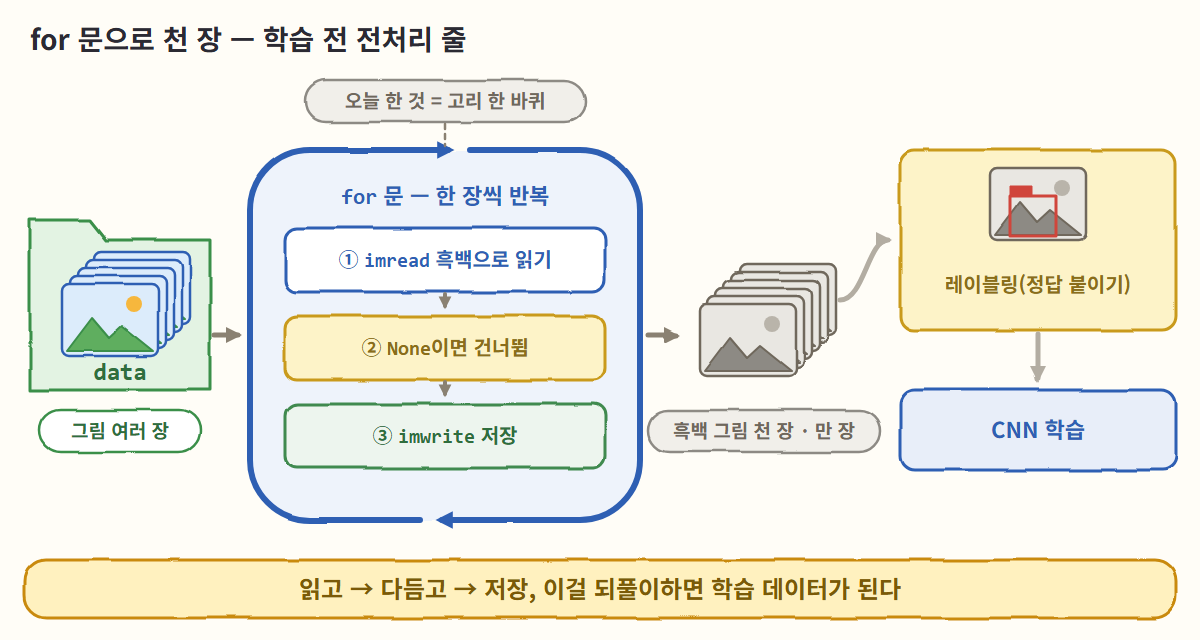 for 문으로 천 장 — 학습 전 전처리 줄
오늘 한 것 = 고리 한 바퀴
for 문 — 한 장씩 반복
① imread 흑백으로 읽기
② None이면 건너뜀
③ imwrite 저장
data
그림 여러 장
흑백 그림 천 장 · 만 장
레이블링(정답 붙이기)
CNN 학습
읽고 → 다듬고 → 저장, 이걸 되풀이하면 학습 데이터가 된다